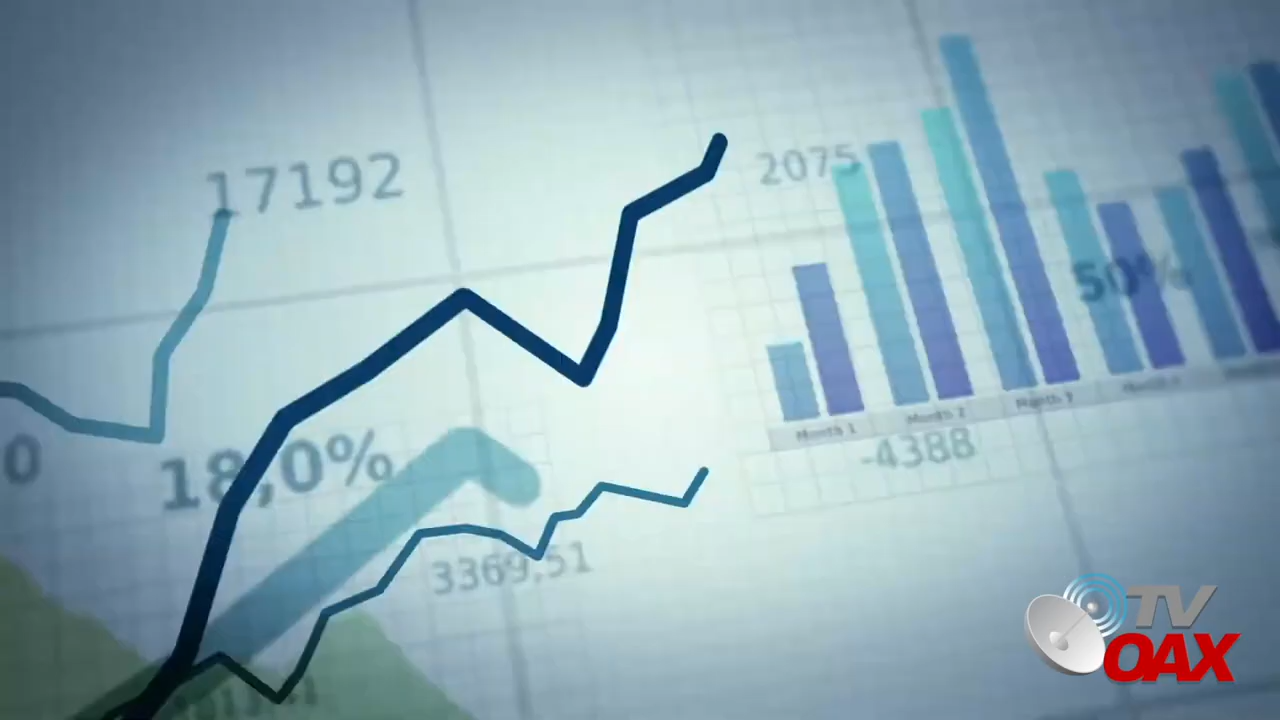 17192
2075
50%
0
18,0%
-4388
3369,51
Month 1
Month 2
Month 3
TV
OAX